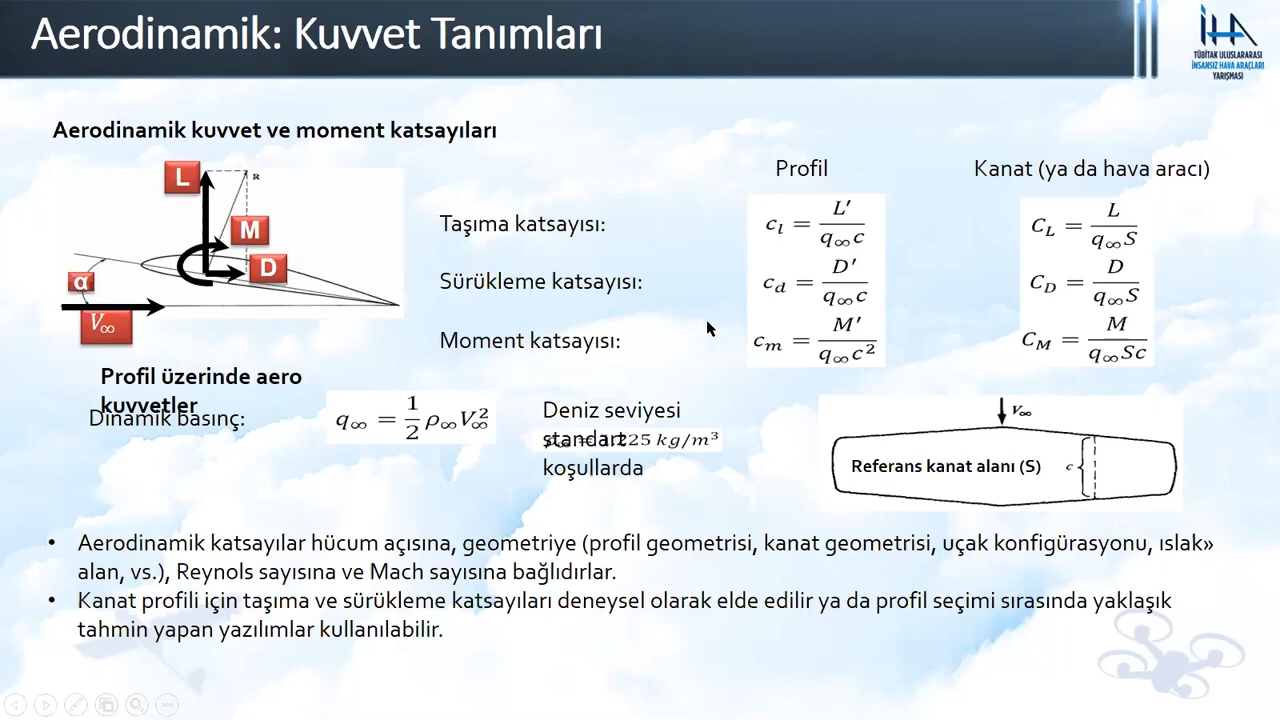 Aerodinamik: Kuvvet Tanımları
İHA
TÜBİTAK ULUSLARARASI
İNSANSIZ HAVA ARAÇLARI
YARIŞMASI
Aerodinamik kuvvet ve moment katsayıları
L
R
M
D
α
V∞
Profil üzerinde aero
kuvvetler
Profil
Kanat (ya da hava aracı)
Taşıma katsayısı:
c_l = L′ / q∞c
C_L = L / q∞S
Sürükleme katsayısı:
c_d = D′ / q∞c
C_D = D / q∞S
Moment katsayısı:
c_m = M′ / q∞c²
C_M = M / q∞Sc
Dinamik basınç:
q∞ = 1/2 ρ∞V∞²
Deniz seviyesi
standart
koşullarda
225 kg/m³
V∞
Referans kanat alanı (S)
c
• Aerodinamik katsayılar hücum açısına, geometriye (profil geometrisi, kanat geometrisi, uçak konfigürasyonu, ıslak»
alan, vs.), Reynols sayısına ve Mach sayısına bağlıdırlar.
• Kanat profili için taşıma ve sürükleme katsayıları deneysel olarak elde edilir ya da profil seçimi sırasında yaklaşık
tahmin yapan yazılımlar kullanılabilir.